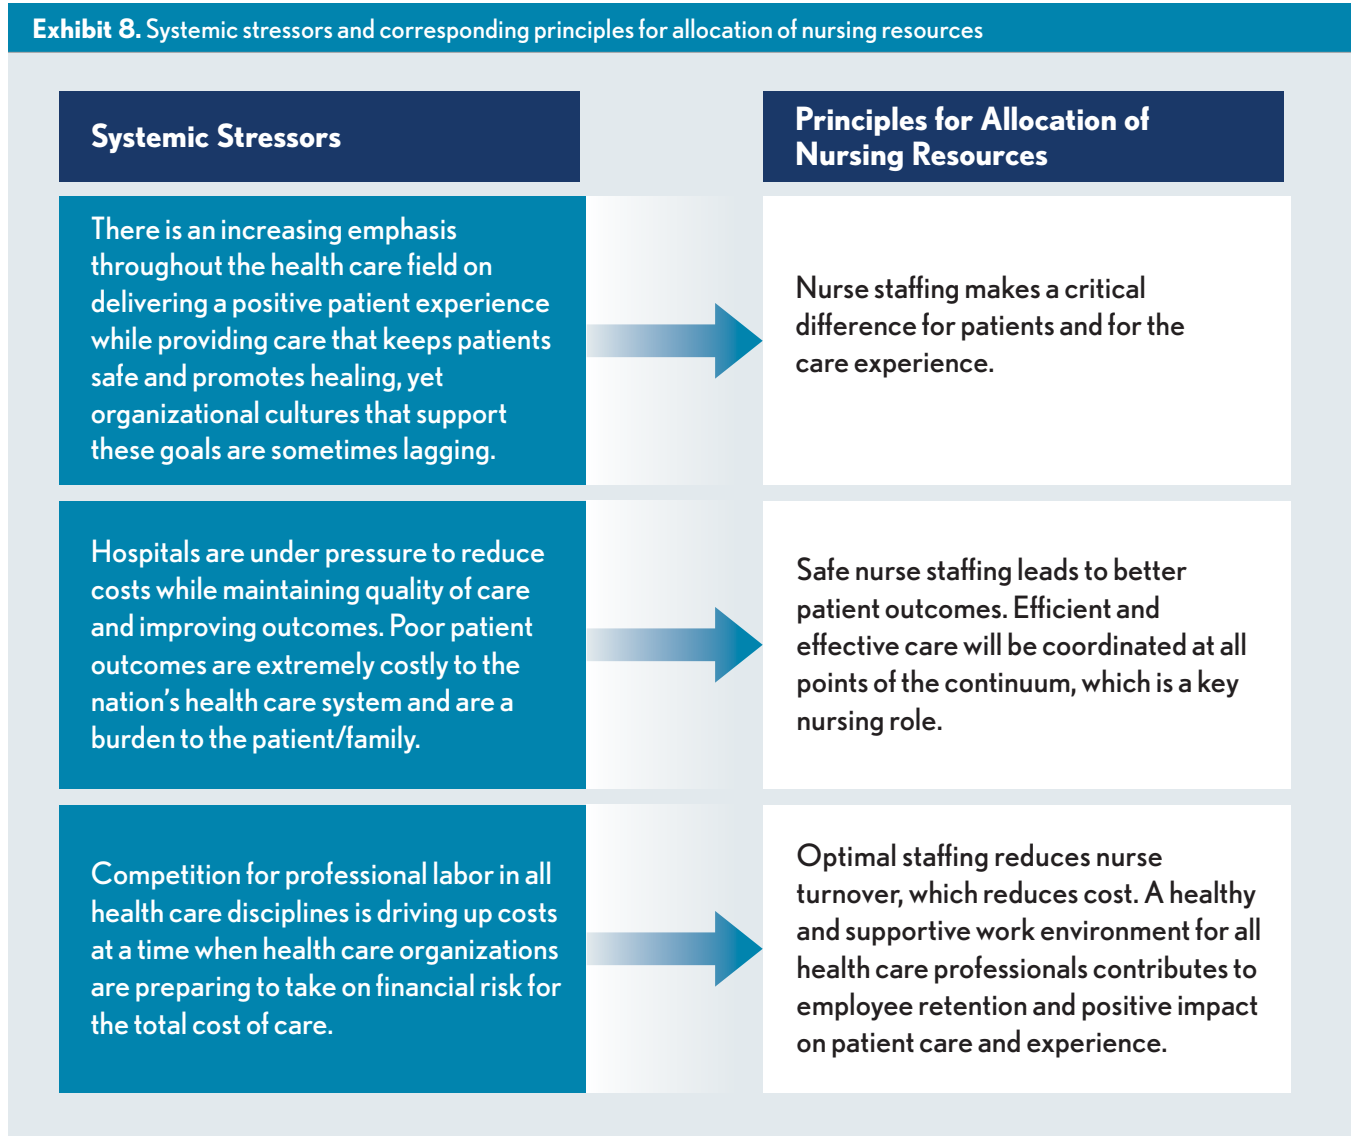 Exhibit 8. Systemic stressors and corresponding principles for allocation of nursing resources
Systemic Stressors
Principles for Allocation of
Nursing Resources
There is an increasing emphasis
throughout the health care field on
delivering a positive patient experience
while providing care that keeps patients
safe and promotes healing, yet
organizational cultures that support
these goals are sometimes lagging.
Nurse staffing makes a critical
difference for patients and for the
care experience.
Hospitals are under pressure to reduce
costs while maintaining quality of care
and improving outcomes. Poor patient
outcomes are extremely costly to the
nation's health care system and are a
burden to the patient/family.
Safe nurse staffing leads to better
patient outcomes. Efficient and
effective care will be coordinated at all
points of the continuum, which is a key
nursing role.
Competition for professional labor in all
health care disciplines is driving up costs
at a time when health care organizations
are preparing to take on financial risk for
the total cost of care.
Optimal staffing reduces nurse
turnover, which reduces cost. A healthy
and supportive work environment for all
health care professionals contributes to
employee retention and positive impact
on patient care and experience.